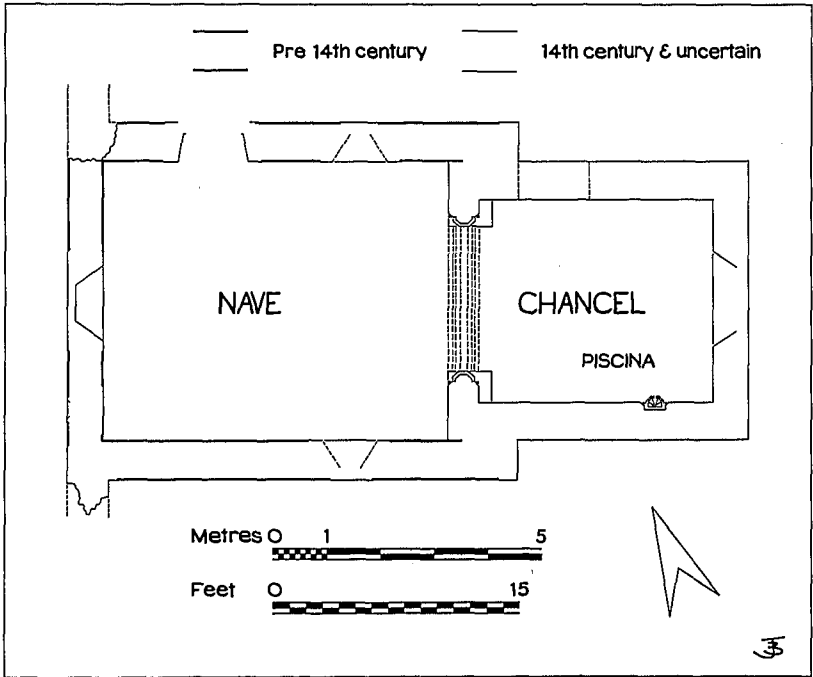 Pre 14th century
14th century & uncertain
NAVE
CHANCEL
PISCINA
Metres 0 1 5
Feet 0 15